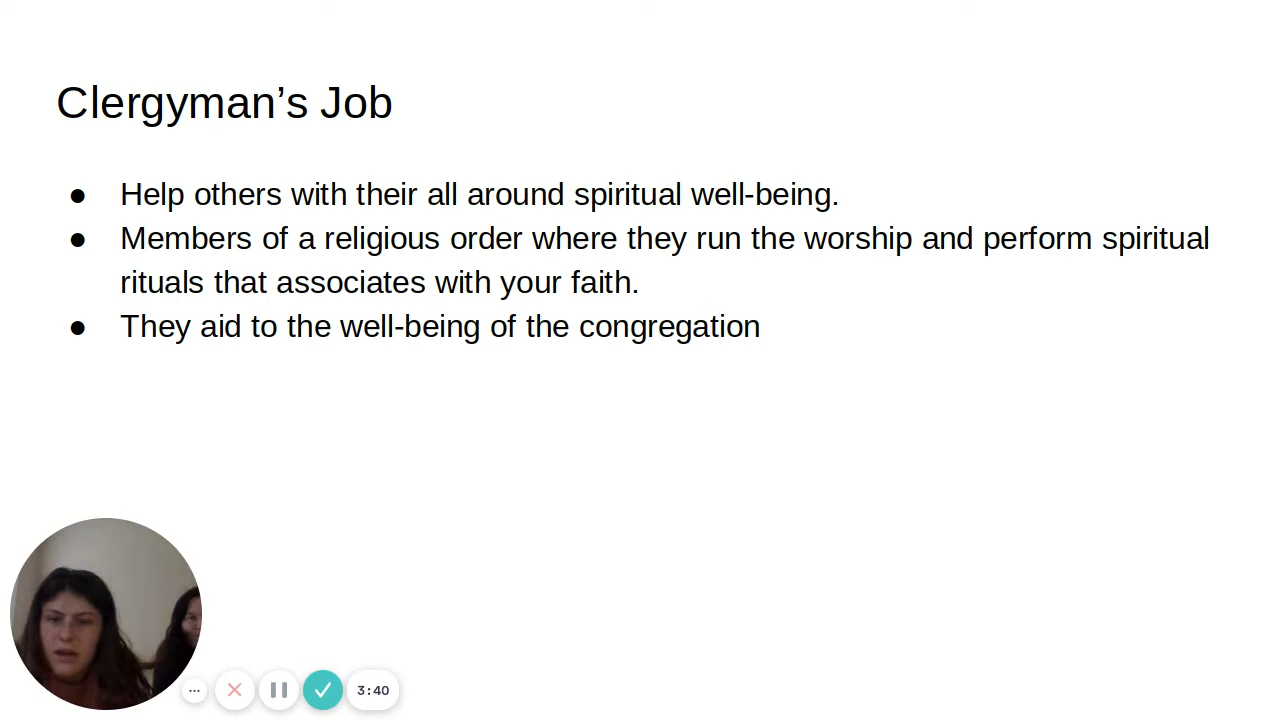 Clergyman’s Job
● Help others with their all around spiritual well-being.
● Members of a religious order where they run the worship and perform spiritual
rituals that associates with your faith.
● They aid to the well-being of the congregation
3:40